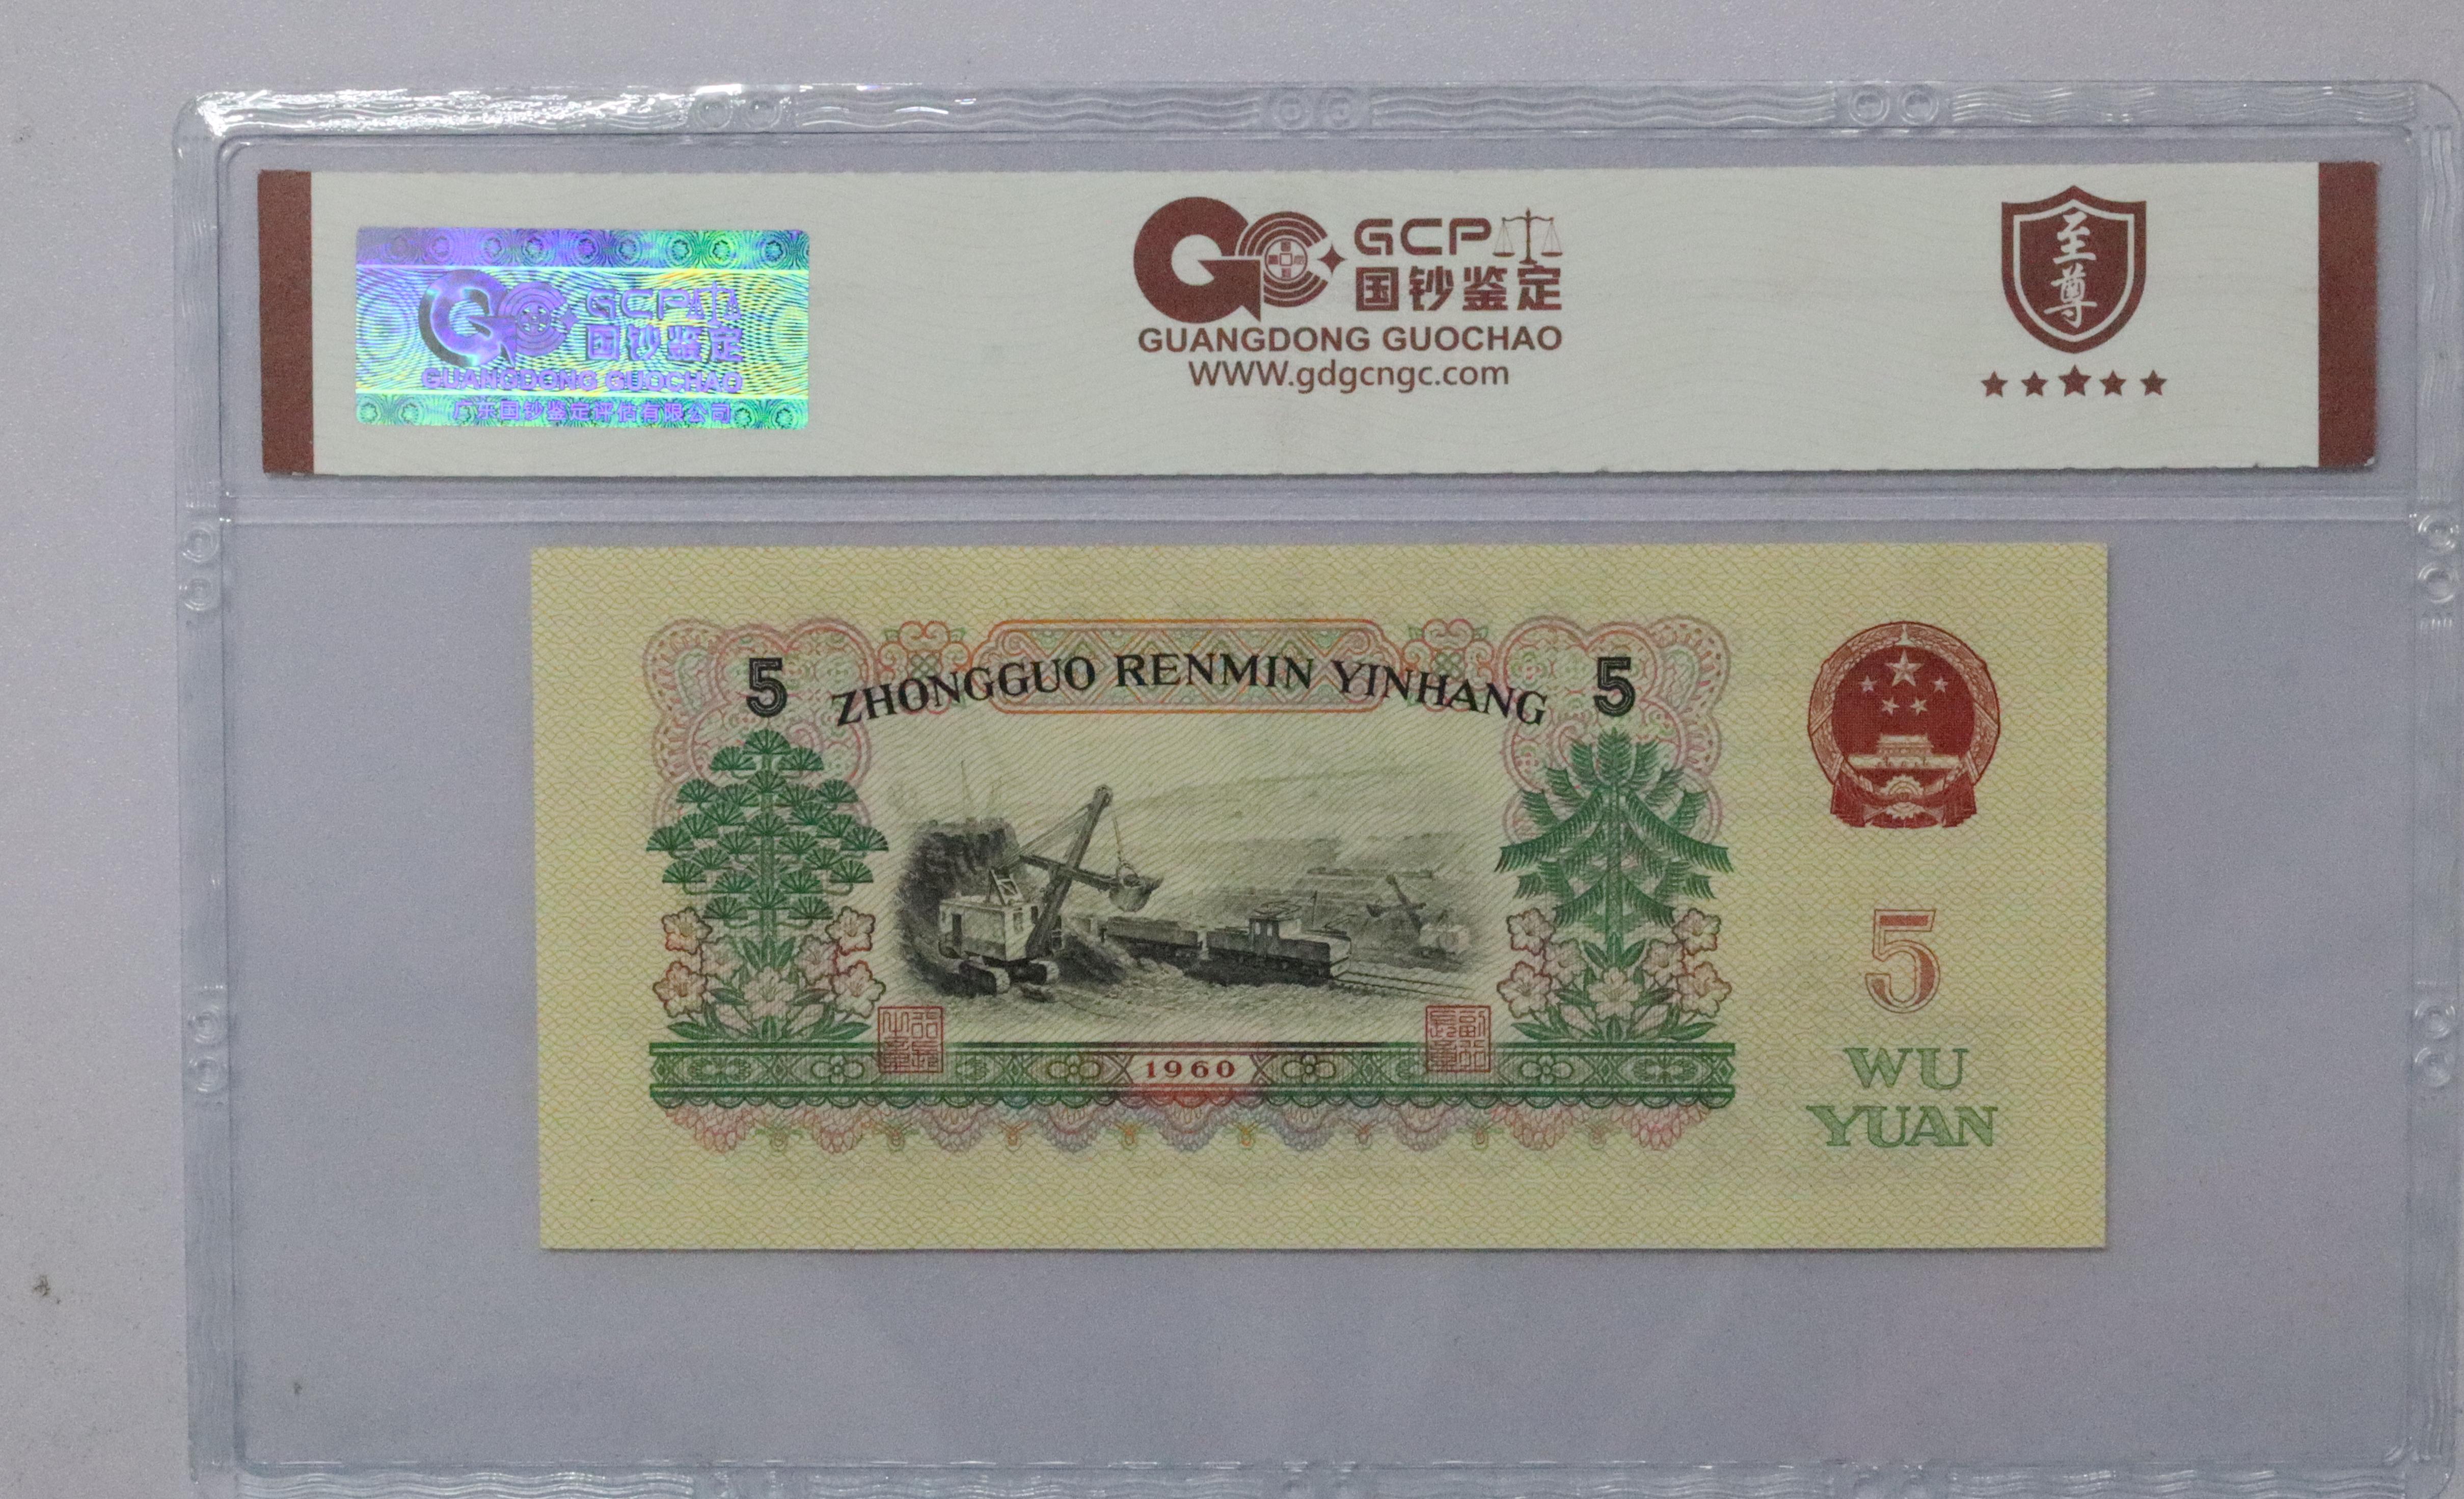 GCP
国钞鉴定
GUANGDONG GUOCHAO
广东国钞鉴定评估有限公司
GCP
国钞鉴定
GUANGDONG GUOCHAO
WWW.gdgcngc.com
至尊
5 ZHONGGUO RENMIN YINHANG 5
5
WU
YUAN
1960